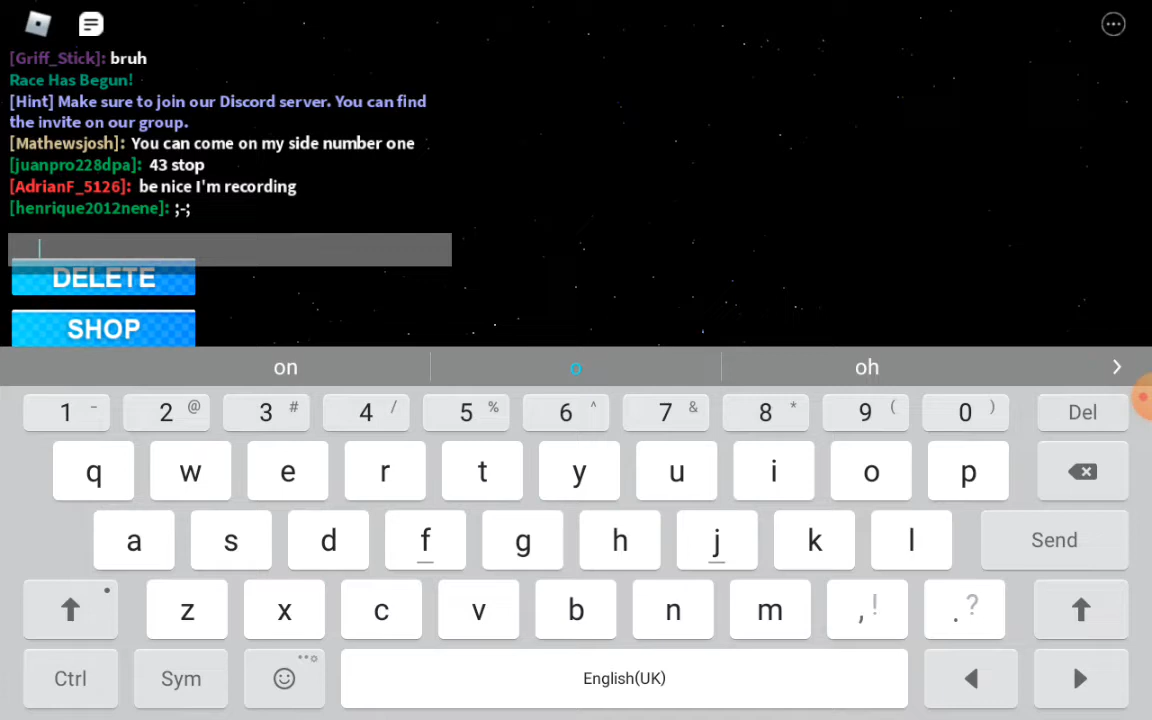 [Griff_Stick]: bruh
Race Has Begun!
[Hint] Make sure to join our Discord server. You can find
the invite on our group.
[Mathewsjosh]: You can come on my side number one
[juanpro228dpa]: 43 stop
[AdrianF_5126]: be nice I'm recording
[henrique2012nene]: ;-;
DELETE
SHOP
on o oh >
1 - 2 @ 3 # 4 / 5 % 6 ^ 7 & 8 * 9 ( 0 ) Del
q w e r t y u i o p
a s d f g h j k l Send
z x c v b n m , ! . ?
Ctrl Sym English(UK)